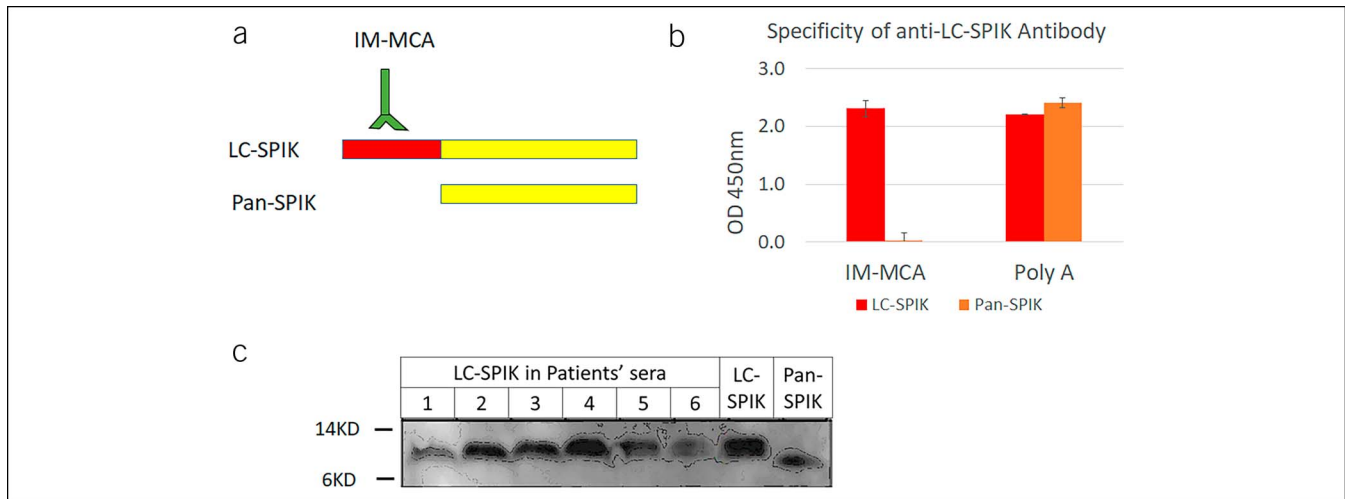 a
IM-MCA
LC-SPIK
Pan-SPIK
b
Specificity of anti-LC-SPIK Antibody
3.0
2.0
1.0
0.0
OD 450nm
IM-MCA
Poly A
LC-SPIK
Pan-SPIK
c
LC-SPIK in Patients’ sera
LC-
SPIK
Pan-
SPIK
1 2 3 4 5 6
14KD
6KD